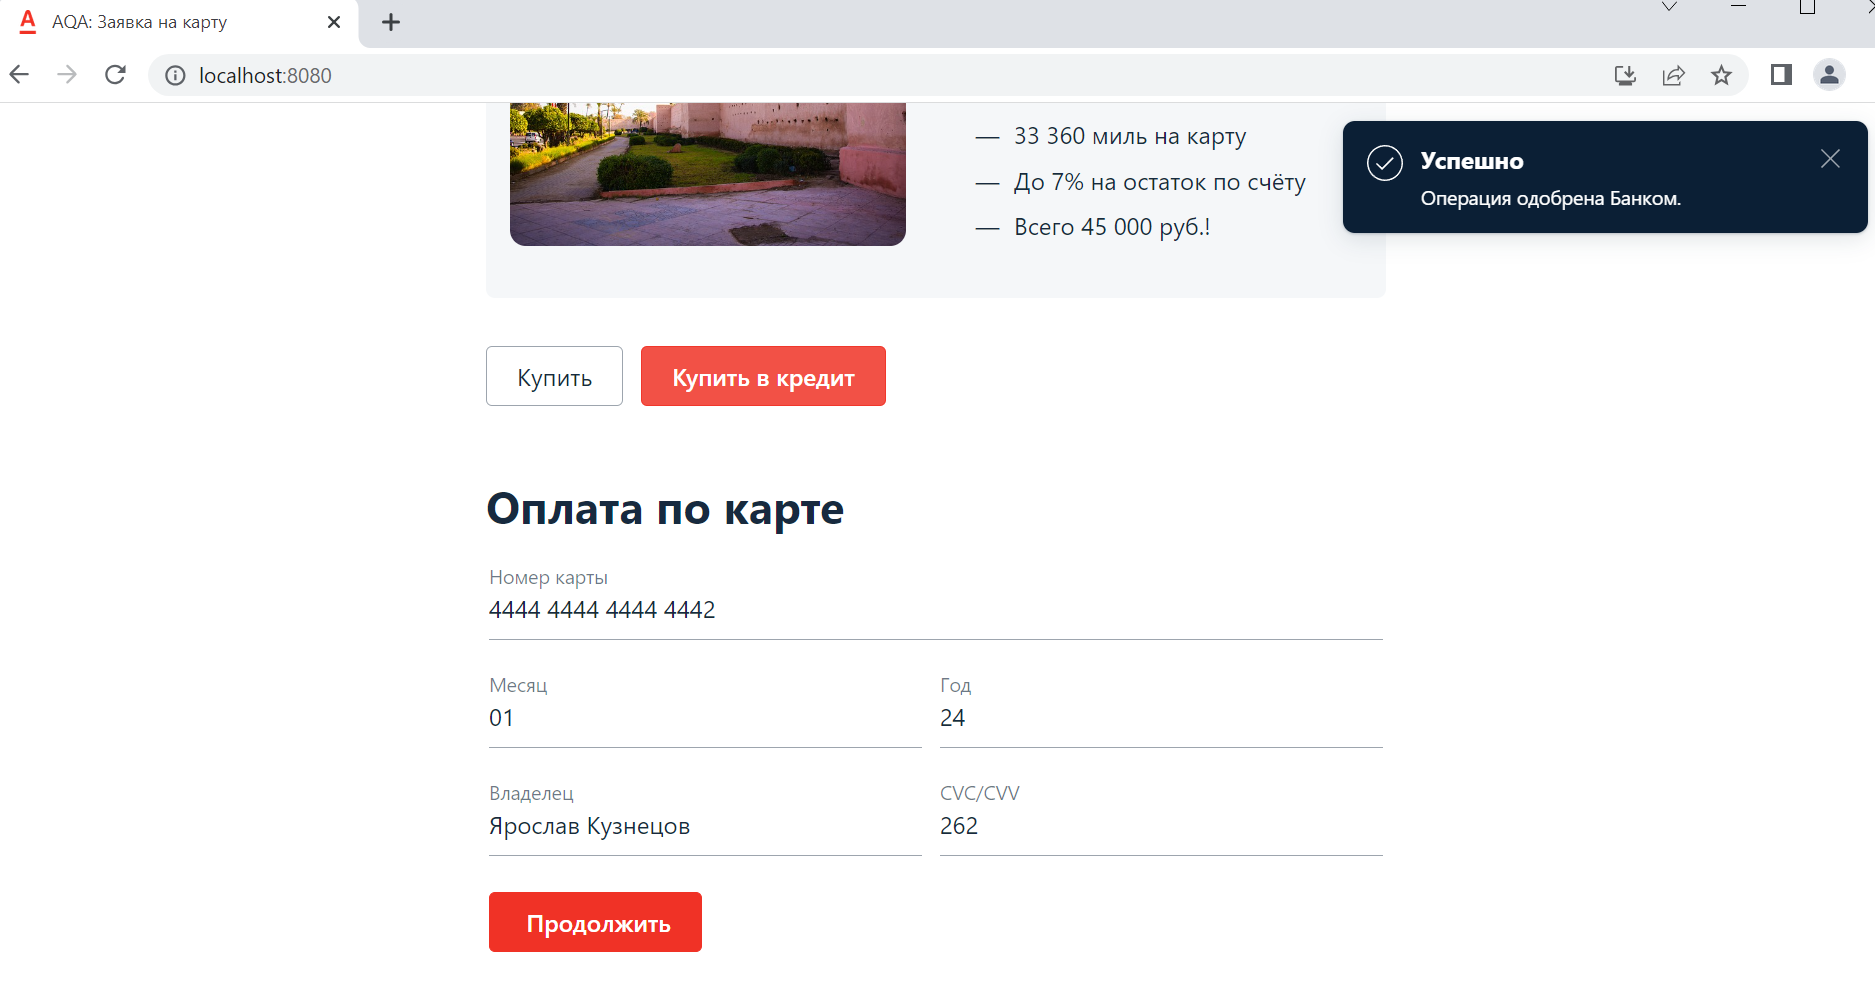 AQA: Заявка на карту
localhost:8080
— 33 360 миль на карту
— До 7% на остаток по счёту
— Всего 45 000 руб.!
Успешно
Операция одобрена Банком.
Купить
Купить в кредит
Оплата по карте
Номер карты
4444 4444 4444 4442
Месяц
01
Год
24
Владелец
Ярослав Кузнецов
CVC/CVV
262
Продолжить